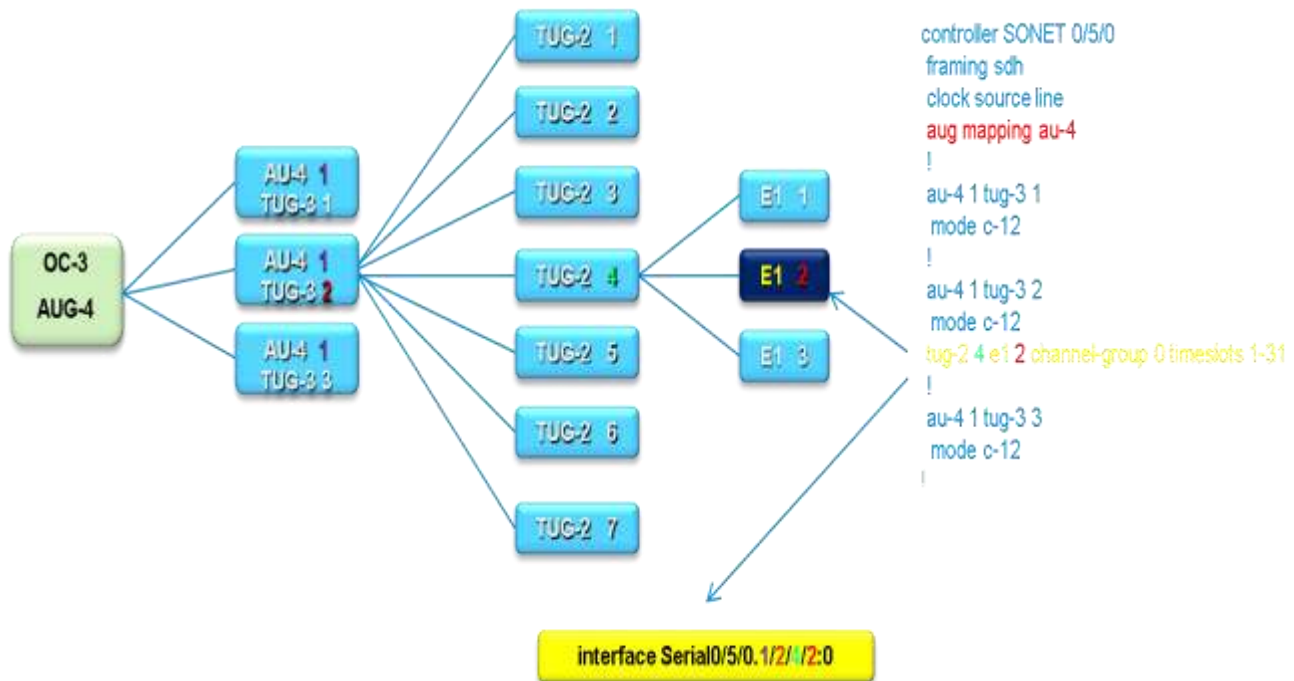 OC-3
AUG-4
AU-4 1
TUG-3 1
AU-4 1
TUG-3 2
AU-4 1
TUG-3 3
TUG-2 1
TUG-2 2
TUG-2 3
TUG-2 4
TUG-2 5
TUG-2 6
TUG-2 7
E1 1
E1 2
E1 3
controller SONET 0/5/0
framing sdh
clock source line
aug mapping au-4
!
au-4 1 tug-3 1
mode c-12
!
au-4 1 tug-3 2
mode c-12
tug-2 4 e1 2 channel-group 0 timeslots 1-31
!
au-4 1 tug-3 3
mode c-12
!
interface Serial0/5/0.1/2/4/2:0